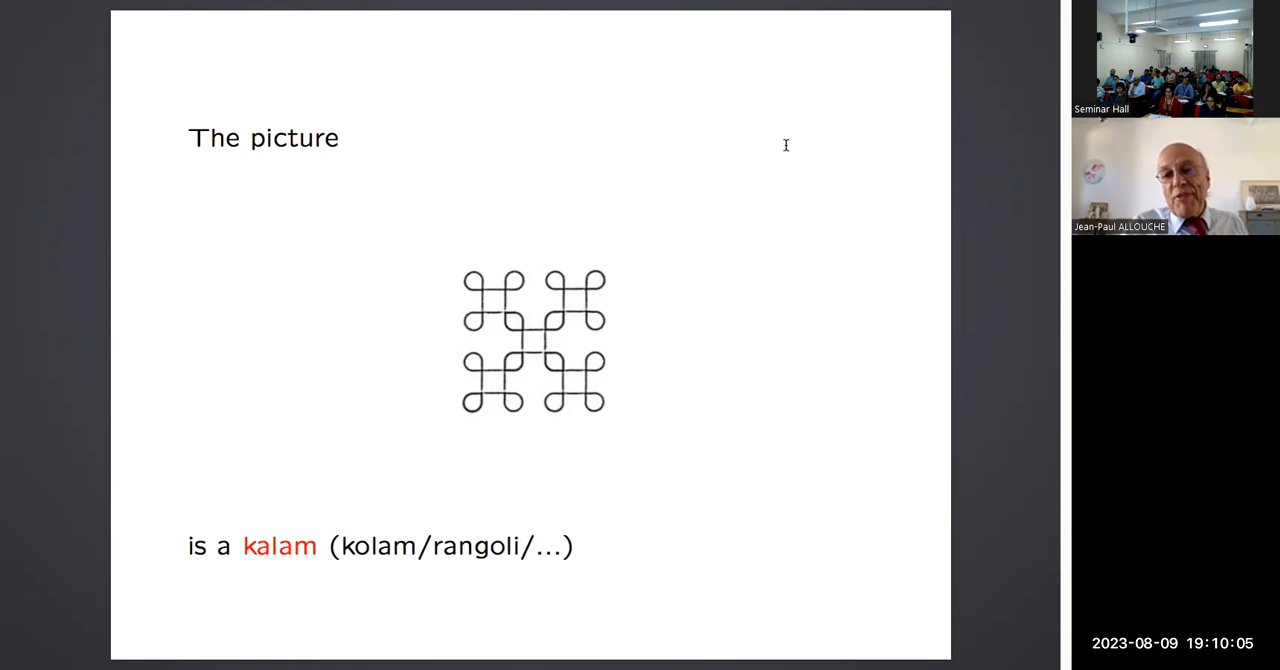 The picture
is a kalam (kolam/rangoli/...)
Seminar Hall
Jean-Paul ALLOUCHE
2023-08-09 19:10:05